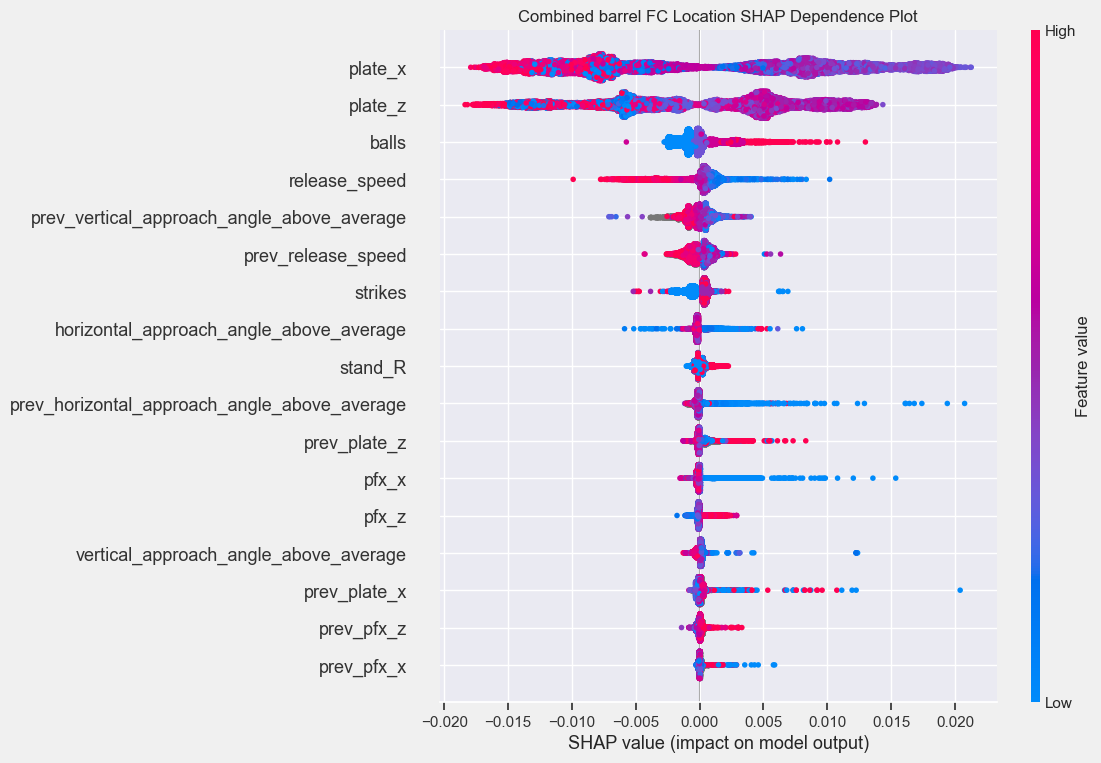 Combined barrel FC Location SHAP Dependence Plot
High
plate_x
plate_z
balls
release_speed
prev_vertical_approach_angle_above_average
prev_release_speed
strikes
horizontal_approach_angle_above_average
stand_R
prev_horizontal_approach_angle_above_average
prev_plate_z
pfx_x
pfx_z
vertical_approach_angle_above_average
prev_plate_x
prev_pfx_z
prev_pfx_x
Feature value
Low
−0.020 −0.015 −0.010 −0.005 0.000 0.005 0.010 0.015 0.020
SHAP value (impact on model output)